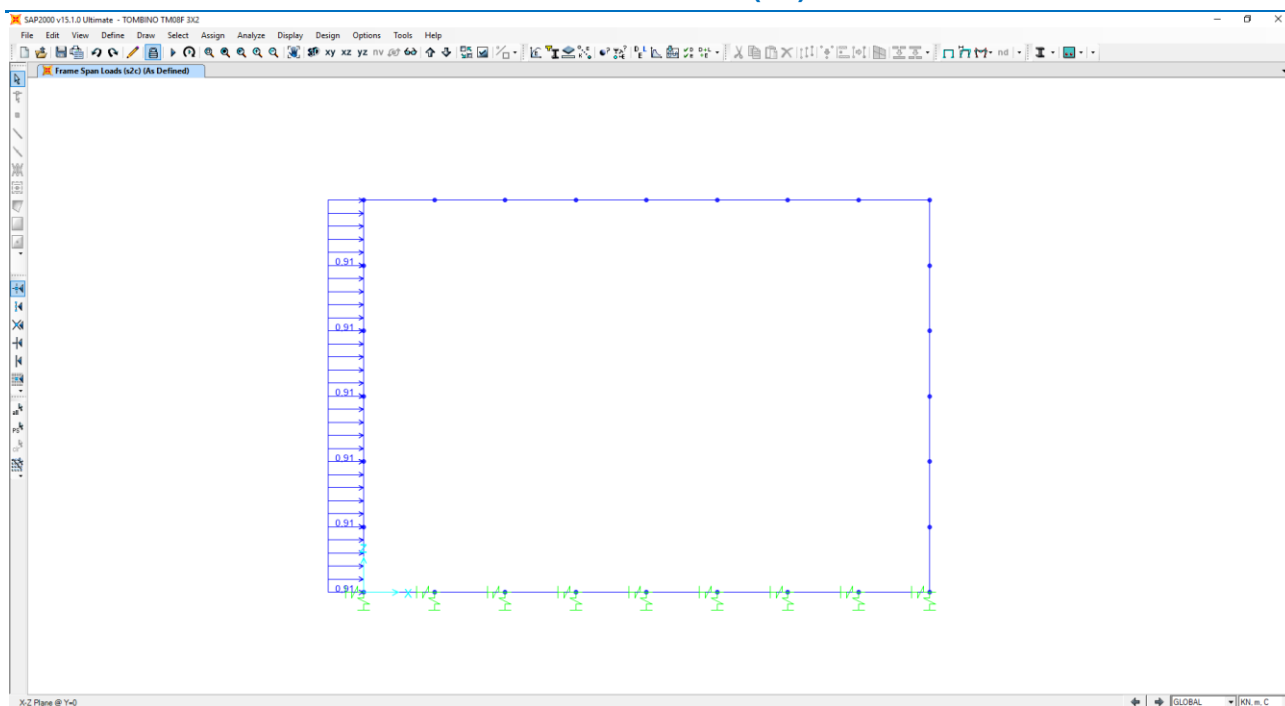 SAP2000 v15.1.0 Ultimate - TOMBINO TM08F 3X2
File Edit View Define Draw Select Assign Analyze Display Design Options Tools Help
xy xz yz nv nd
Frame Span Loads (s2c) (As Defined)
0.91
0.91
0.91
0.91
0.91
0.91
X
X-Z Plane @ Y=0
GLOBAL
KN, m, C